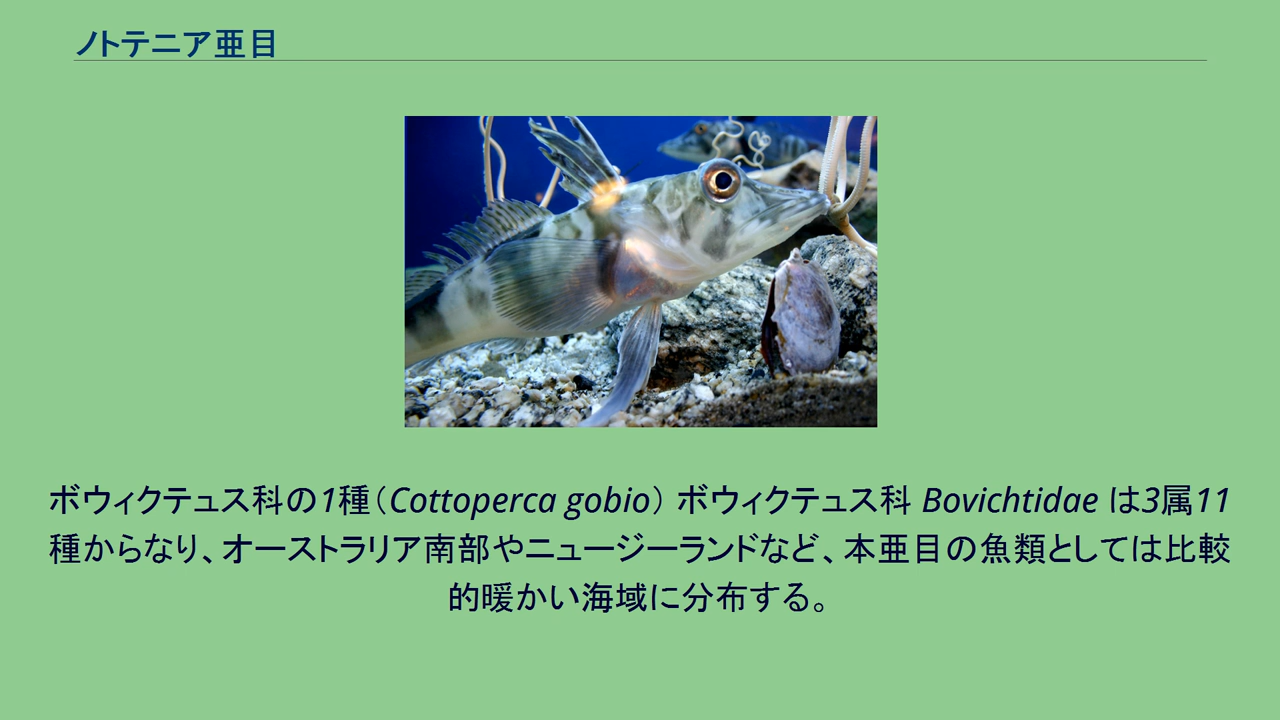 ノトテニア亜目
ボウィクテュス科の1種（Cottoperca gobio） ボウィクテュス科 Bovichtidae は3属11
種からなり、オーストラリア南部やニュージーランドなど、本亜目の魚類としては比較
的暖かい海域に分布する。